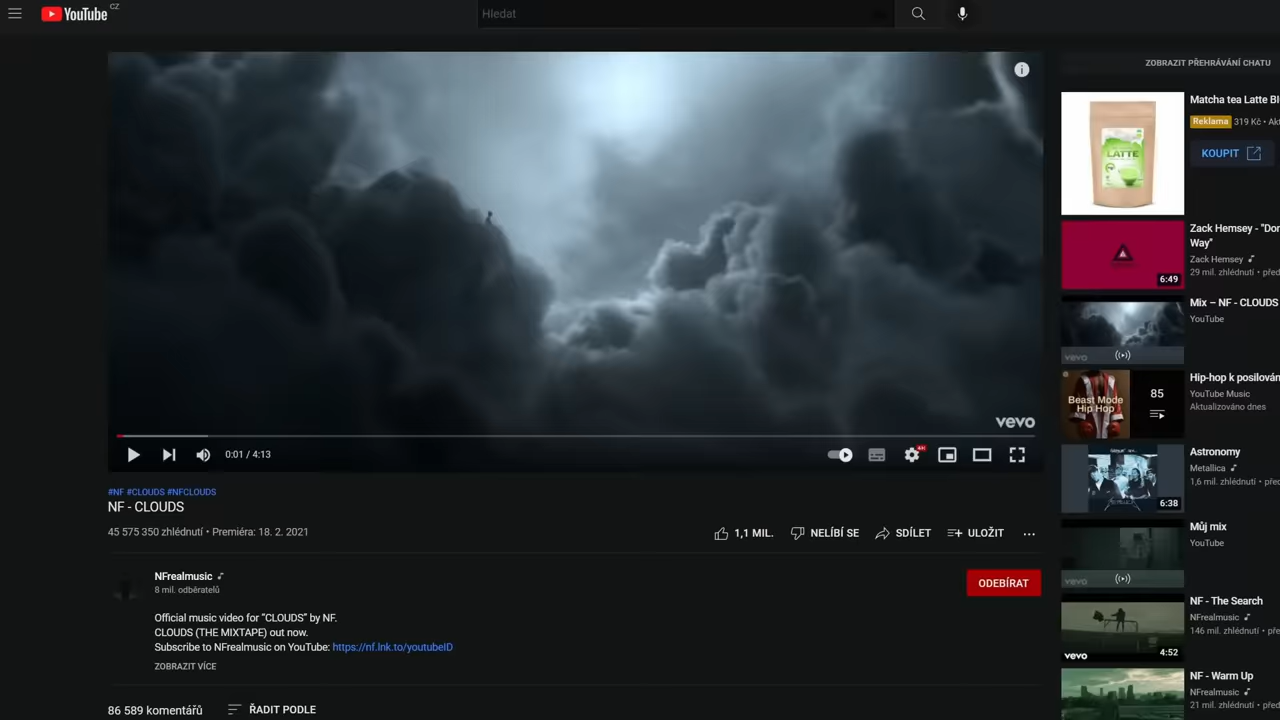 YouTube CZ
Hledat
ZOBRAZIT PŘEHRÁVÁNÍ CHATU
vevo
0:01 / 4:13
#NF #CLOUDS #NFCLOUDS
NF - CLOUDS
45 575 350 zhlédnutí • Premiéra: 18. 2. 2021
1,1 MIL.
NELÍBÍ SE
SDÍLET
ULOŽIT
NFrealmusic
8 mil. odběratelů
ODEBÍRAT
Official music video for “CLOUDS” by NF.
CLOUDS (THE MIXTAPE) out now.
Subscribe to NFrealmusic on YouTube: https://nf.lnk.to/youtubeID
ZOBRAZIT VÍCE
86 589 komentářů
ŘADIT PODLE
LATTE
Matcha tea Latte
Reklama 319 Kč •
KOUPIT
6:49
Zack Hemsey -
Way"
Zack Hemsey
29 mil. zhlédnutí •
vevo
Mix – NF - CLOUDS
YouTube
Beast Mode
Hip Hop
85
Hip-hop k
YouTube Music
Aktualizováno dnes
6:38
Astronomy
Metallica
1,6 mil. zhlédnutí •
vevo
Můj mix
YouTube
vevo
4:52
NF - The Search
NFrealmusic
146 mil. zhlédnutí •
NF - Warm Up
NFrealmusic
21 mil. zhlédnutí •